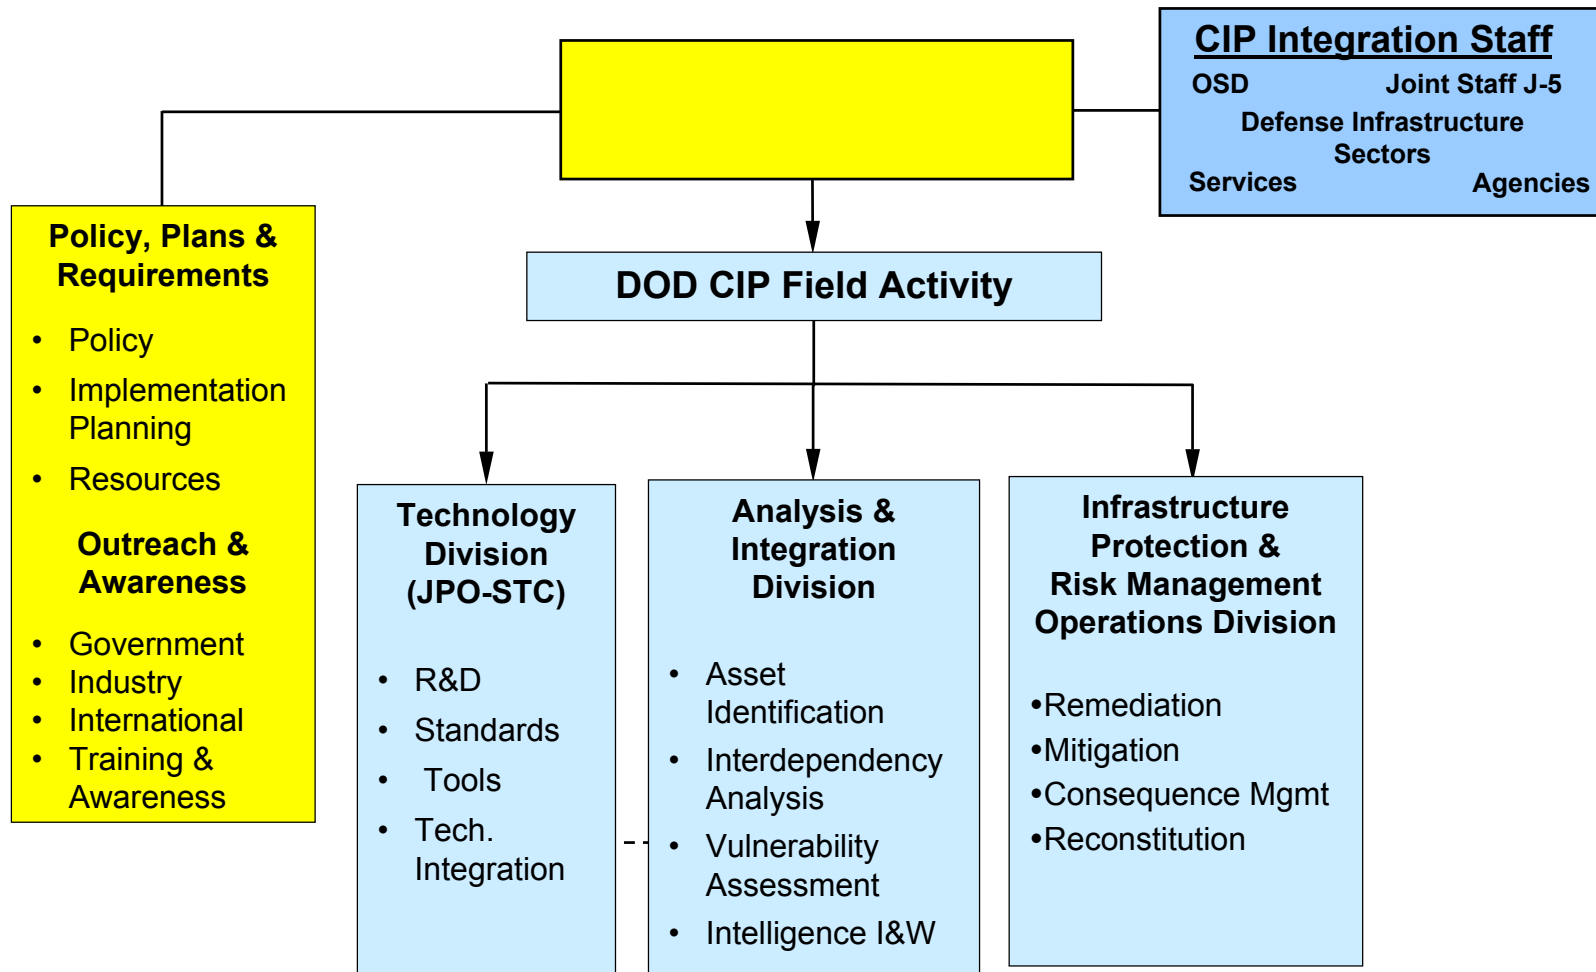 CIP Integration Staff
OSD Joint Staff J-5
Defense Infrastructure
Sectors
Services Agencies
Policy, Plans &
Requirements
• Policy
• Implementation
Planning
• Resources
Outreach &
Awareness
• Government
• Industry
• International
• Training &
Awareness
DOD CIP Field Activity
Technology
Division
(JPO-STC)
• R&D
• Standards
• Tools
• Tech.
Integration
Analysis &
Integration
Division
• Asset
Identification
• Interdependency
Analysis
• Vulnerability
Assessment
• Intelligence I&W
Infrastructure
Protection &
Risk Management
Operations Division
•Remediation
•Mitigation
•Consequence Mgmt
•Reconstitution